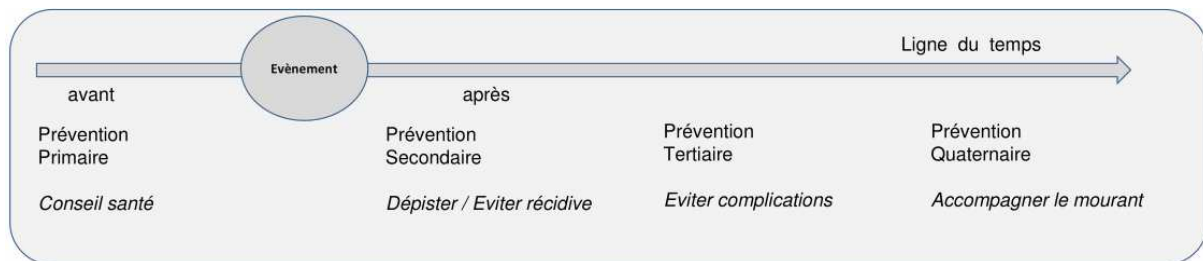 Ligne du temps
Evènement
avant
après
Prévention
Primaire
Conseil santé
Prévention
Secondaire
Dépister / Eviter récidive
Prévention
Tertiaire
Eviter complications
Prévention
Quaternaire
Accompagner le mourant